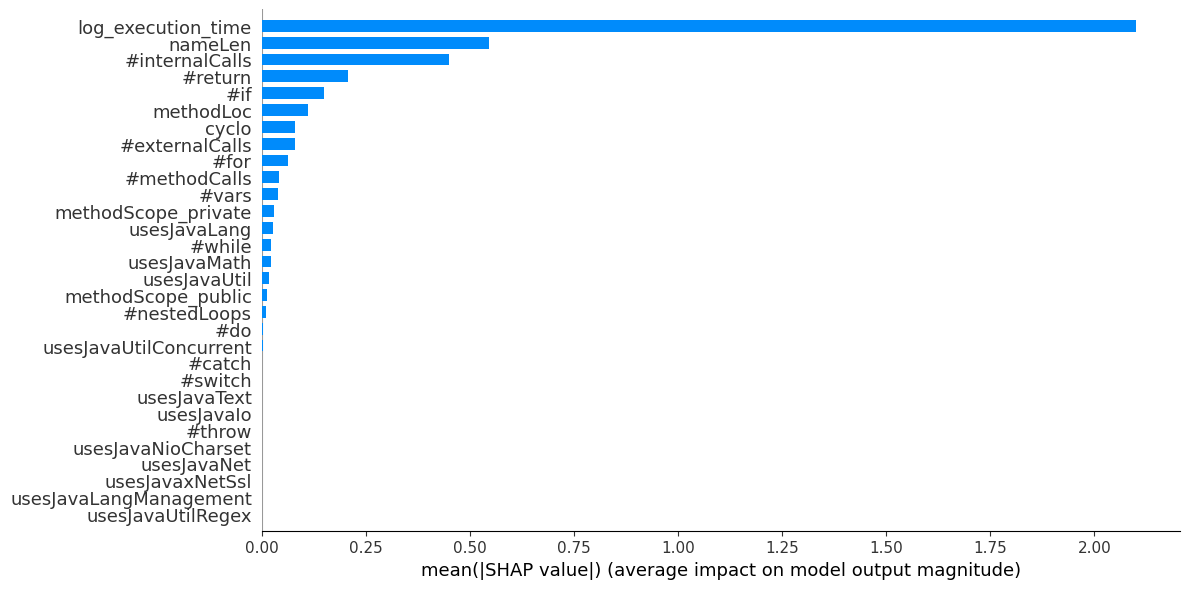 log_execution_time
nameLen
#internalCalls
#return
#if
methodLoc
cyclo
#externalCalls
#for
#methodCalls
#vars
methodScope_private
usesJavaLang
#while
usesJavaMath
usesJavaUtil
methodScope_public
#nestedLoops
#do
usesJavaUtilConcurrent
#catch
#switch
usesJavaText
usesJavaIo
#throw
usesJavaNioCharset
usesJavaNet
usesJavaxNetSsl
usesJavaLangManagement
usesJavaUtilRegex
0.00 0.25 0.50 0.75 1.00 1.25 1.50 1.75 2.00
mean(|SHAP value|) (average impact on model output magnitude)